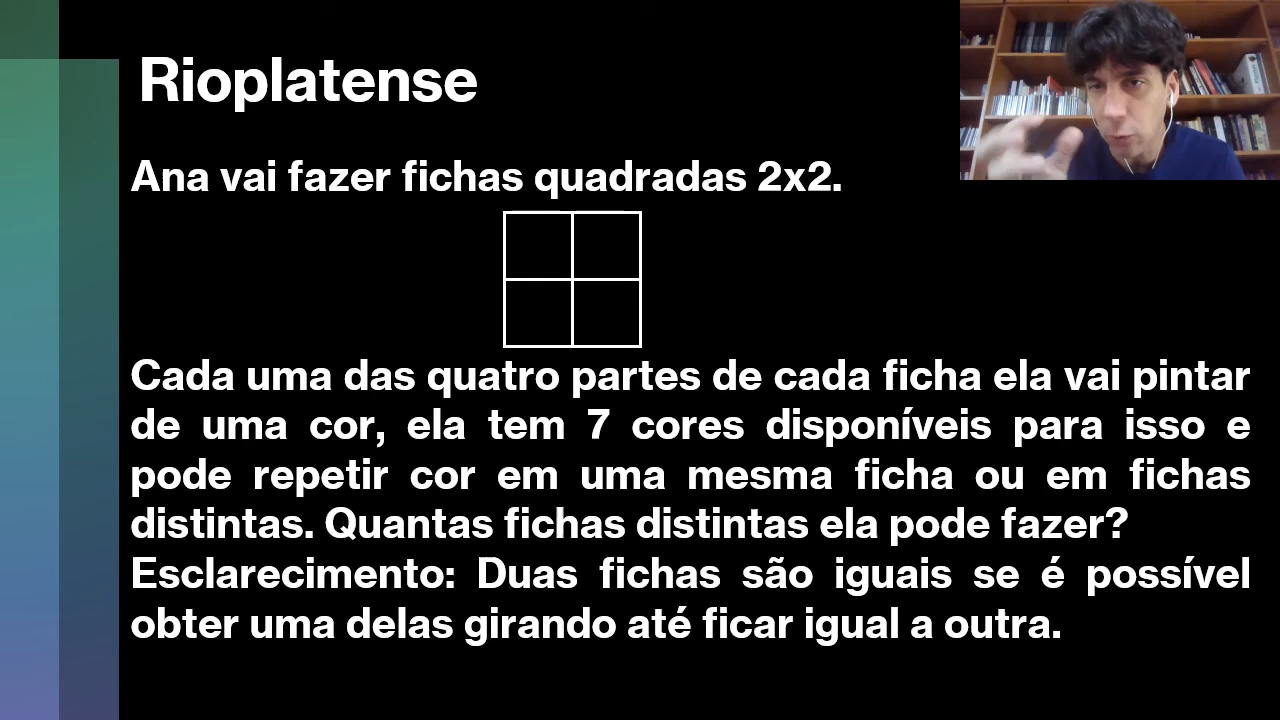 Rioplatense
Ana vai fazer fichas quadradas 2x2.
Cada uma das quatro partes de cada ficha ela vai pintar
de uma cor, ela tem 7 cores disponíveis para isso e
pode repetir cor em uma mesma ficha ou em fichas
distintas. Quantas fichas distintas ela pode fazer?
Esclarecimento: Duas fichas são iguais se é possível
obter uma delas girando até ficar igual a outra.